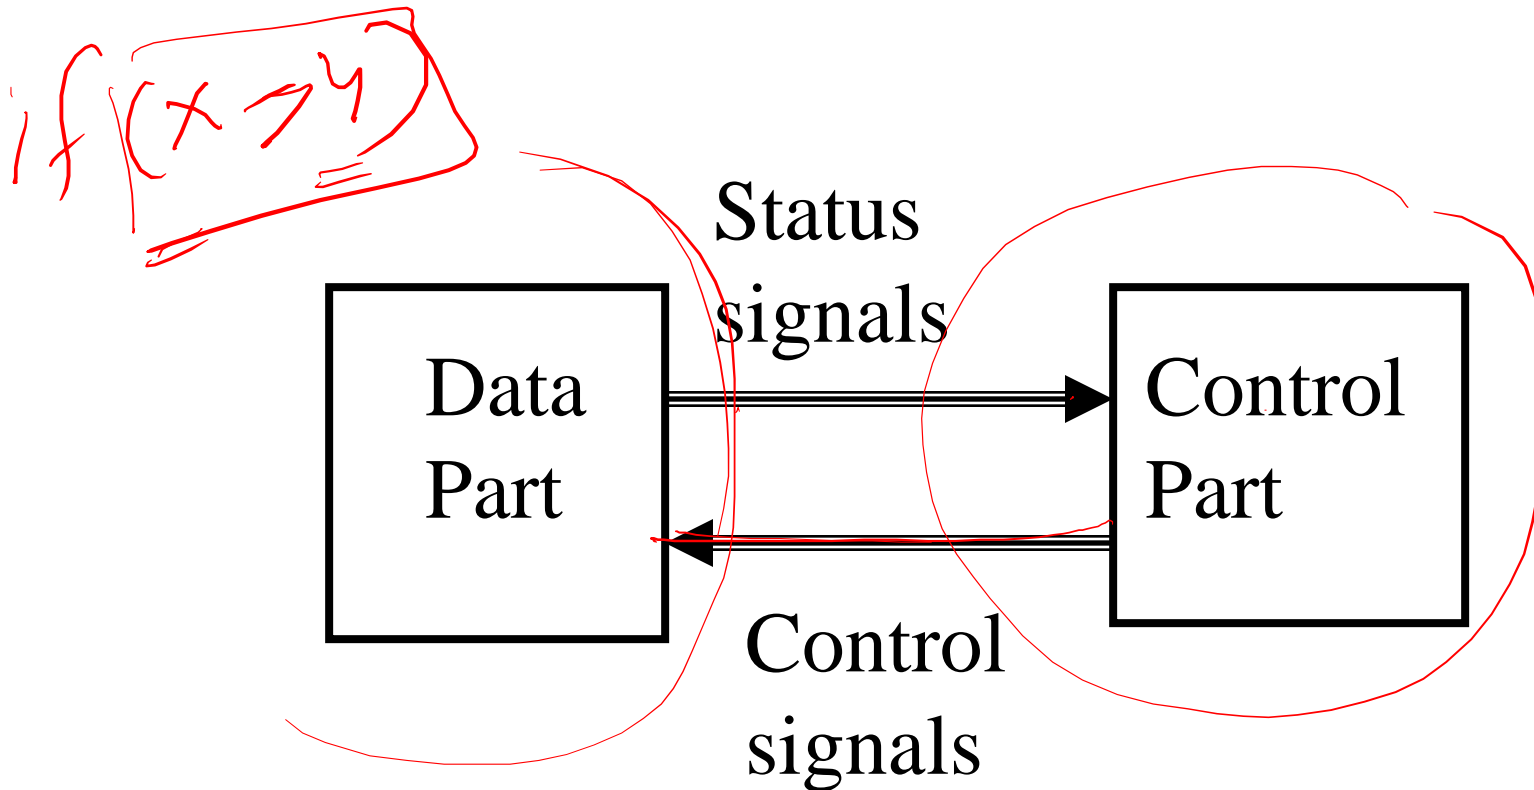 if (x > y)
Status
signals
Data
Part
Control
Part
Control
signals